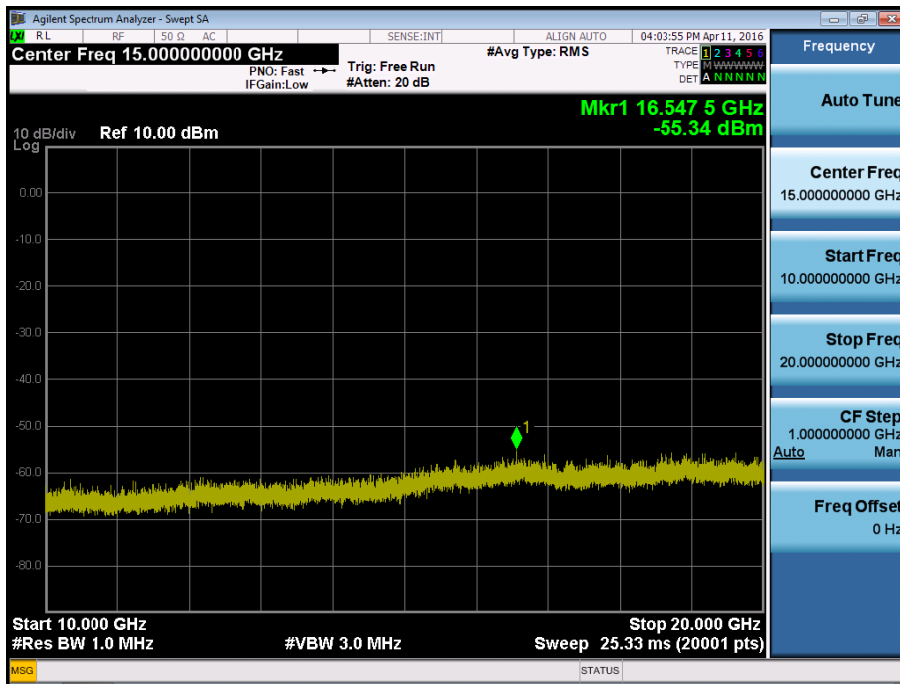 Agilent Spectrum Analyzer - Swept SA
LXI RL RF 50 Ω AC SENSE:INT ALIGN AUTO 04:03:55 PM Apr 11, 2016
Center Freq 15.000000000 GHz
PNO: Fast
IFGain:Low
Trig: Free Run
#Atten: 20 dB
#Avg Type: RMS
TRACE 1 2 3 4 5 6
TYPE M WWWWW
DET A N N N N N
Mkr1 16.547 5 GHz
-55.34 dBm
10 dB/div
Log
Ref 10.00 dBm
0.00
-10.0
-20.0
-30.0
-40.0
-50.0
-60.0
-70.0
-80.0
1
Start 10.000 GHz
Stop 20.000 GHz
#Res BW 1.0 MHz
#VBW 3.0 MHz
Sweep 25.33 ms (20001 pts)
MSG
STATUS
Frequency
Auto Tune
Center Freq
15.000000000 GHz
Start Freq
10.000000000 GHz
Stop Freq
20.000000000 GHz
CF Step
1.000000000 GHz
Auto Man
Freq Offset
0 Hz